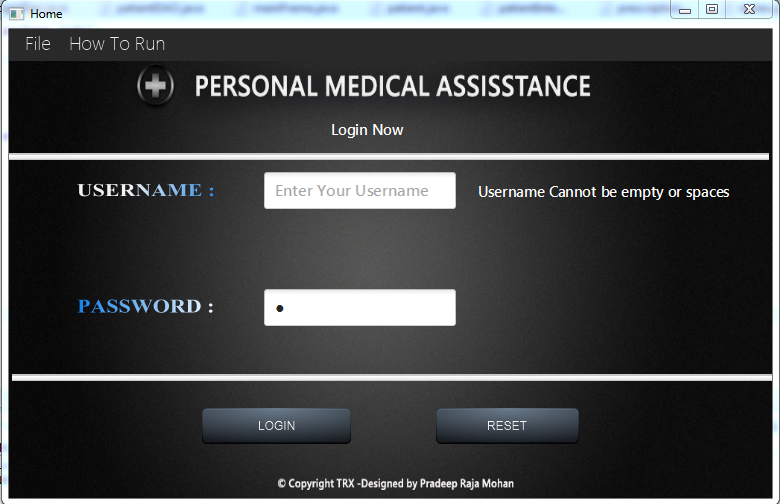 Home
File How To Run
PERSONAL MEDICAL ASSISSTANCE
Login Now
USERNAME : Enter Your Username Username Cannot be empty or spaces
PASSWORD : ●
LOGIN RESET
© Copyright TRX -Designed by Pradeep Raja Mohan